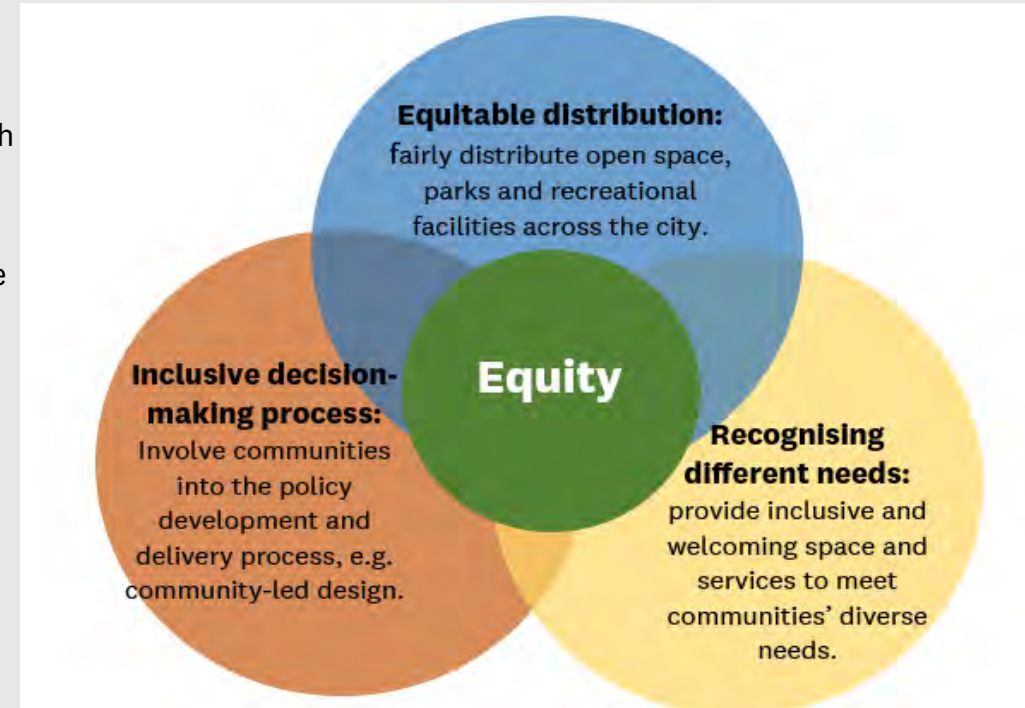 h
e
Equitable distribution:
fairly distribute open space,
parks and recreational
facilities across the city.
Equity
Inclusive decision-
making process:
Involve communities
into the policy
development and
delivery process, e.g.
community-led design.
Recognising
different needs:
provide inclusive and
welcoming space and
services to meet
communities’ diverse
needs.